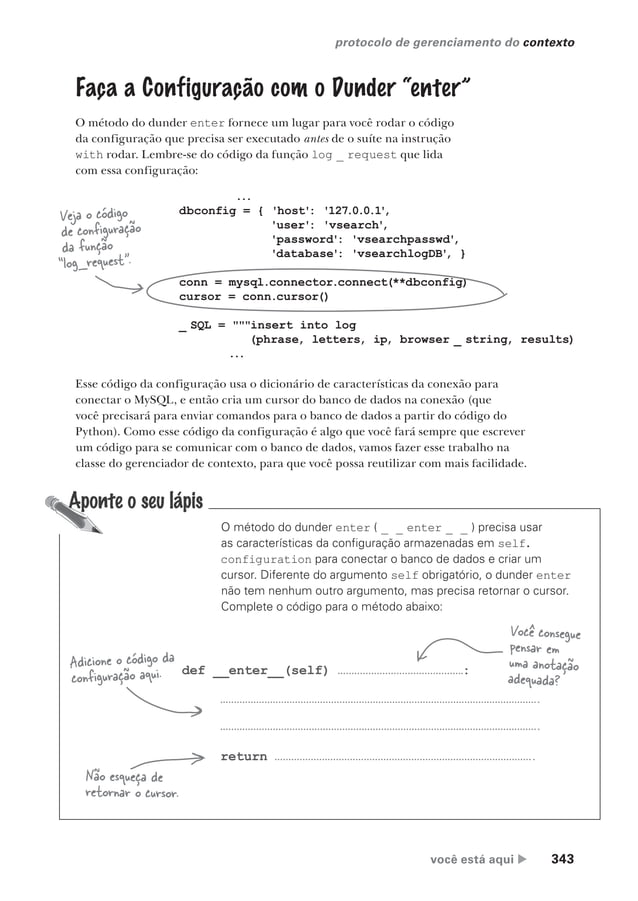 protocolo de gerenciamento do contexto
Faça a Configuração com o Dunder “enter”
O método do dunder enter fornece um lugar para você rodar o código
da configuração que precisa ser executado antes de o suíte na instrução
with rodar. Lembre-se do código da função log _ request que lida
com essa configuração:
...
dbconfig = { 'host': '127.0.0.1',
'user': 'vsearch',
'password': 'vsearchpasswd',
'database': 'vsearchlogDB', }
Veja o código
de configuração
da função
“log_request”.
conn = mysql.connector.connect(**dbconfig)
cursor = conn.cursor()
_ SQL = """insert into log
(phrase, letters, ip, browser _ string, results)
...
Esse código da configuração usa o dicionário de características da conexão para
conectar o MySQL, e então cria um cursor do banco de dados na conexão (que
você precisará para enviar comandos para o banco de dados a partir do código do
Python). Como esse código da configuração é algo que você fará sempre que escrever
um código para se comunicar com o banco de dados, vamos fazer esse trabalho na
classe do gerenciador de contexto, para que você possa reutilizar com mais facilidade.
Aponte o seu lápis
O método do dunder enter ( _ _ enter _ _ ) precisa usar
as características da configuração armazenadas em self.
configuration para conectar o banco de dados e criar um
cursor. Diferente do argumento self obrigatório, o dunder enter
não tem nenhum outro argumento, mas precisa retornar o cursor.
Complete o código para o método abaixo:
Você consegue
pensar em
uma anotação
adequada?
Adicione o código da
configuração aqui.
def __enter__(self) ............................................:
return ............................................
Não esqueça de
retornar o cursor.
você está aqui ▶ 343